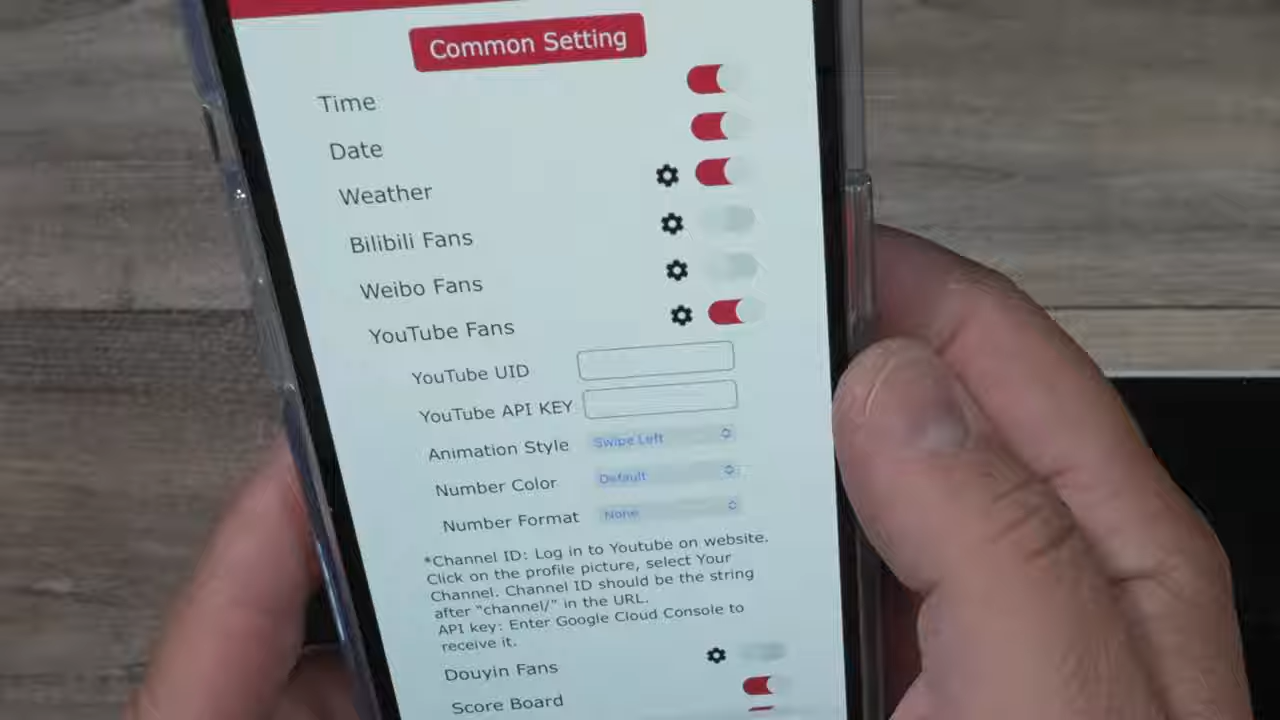 Common Setting
Time
Date
Weather
Bilibili Fans
Weibo Fans
YouTube Fans
YouTube UID
YouTube API KEY
Animation Style Swipe Left
Number Color Default
Number Format None
*Channel ID: Log in to Youtube on website.
Click on the profile picture, select Your
Channel. Channel ID should be the string
after "channel/" in the URL.
API key: Enter Google Cloud Console to
receive it.
Douyin Fans
Score Board